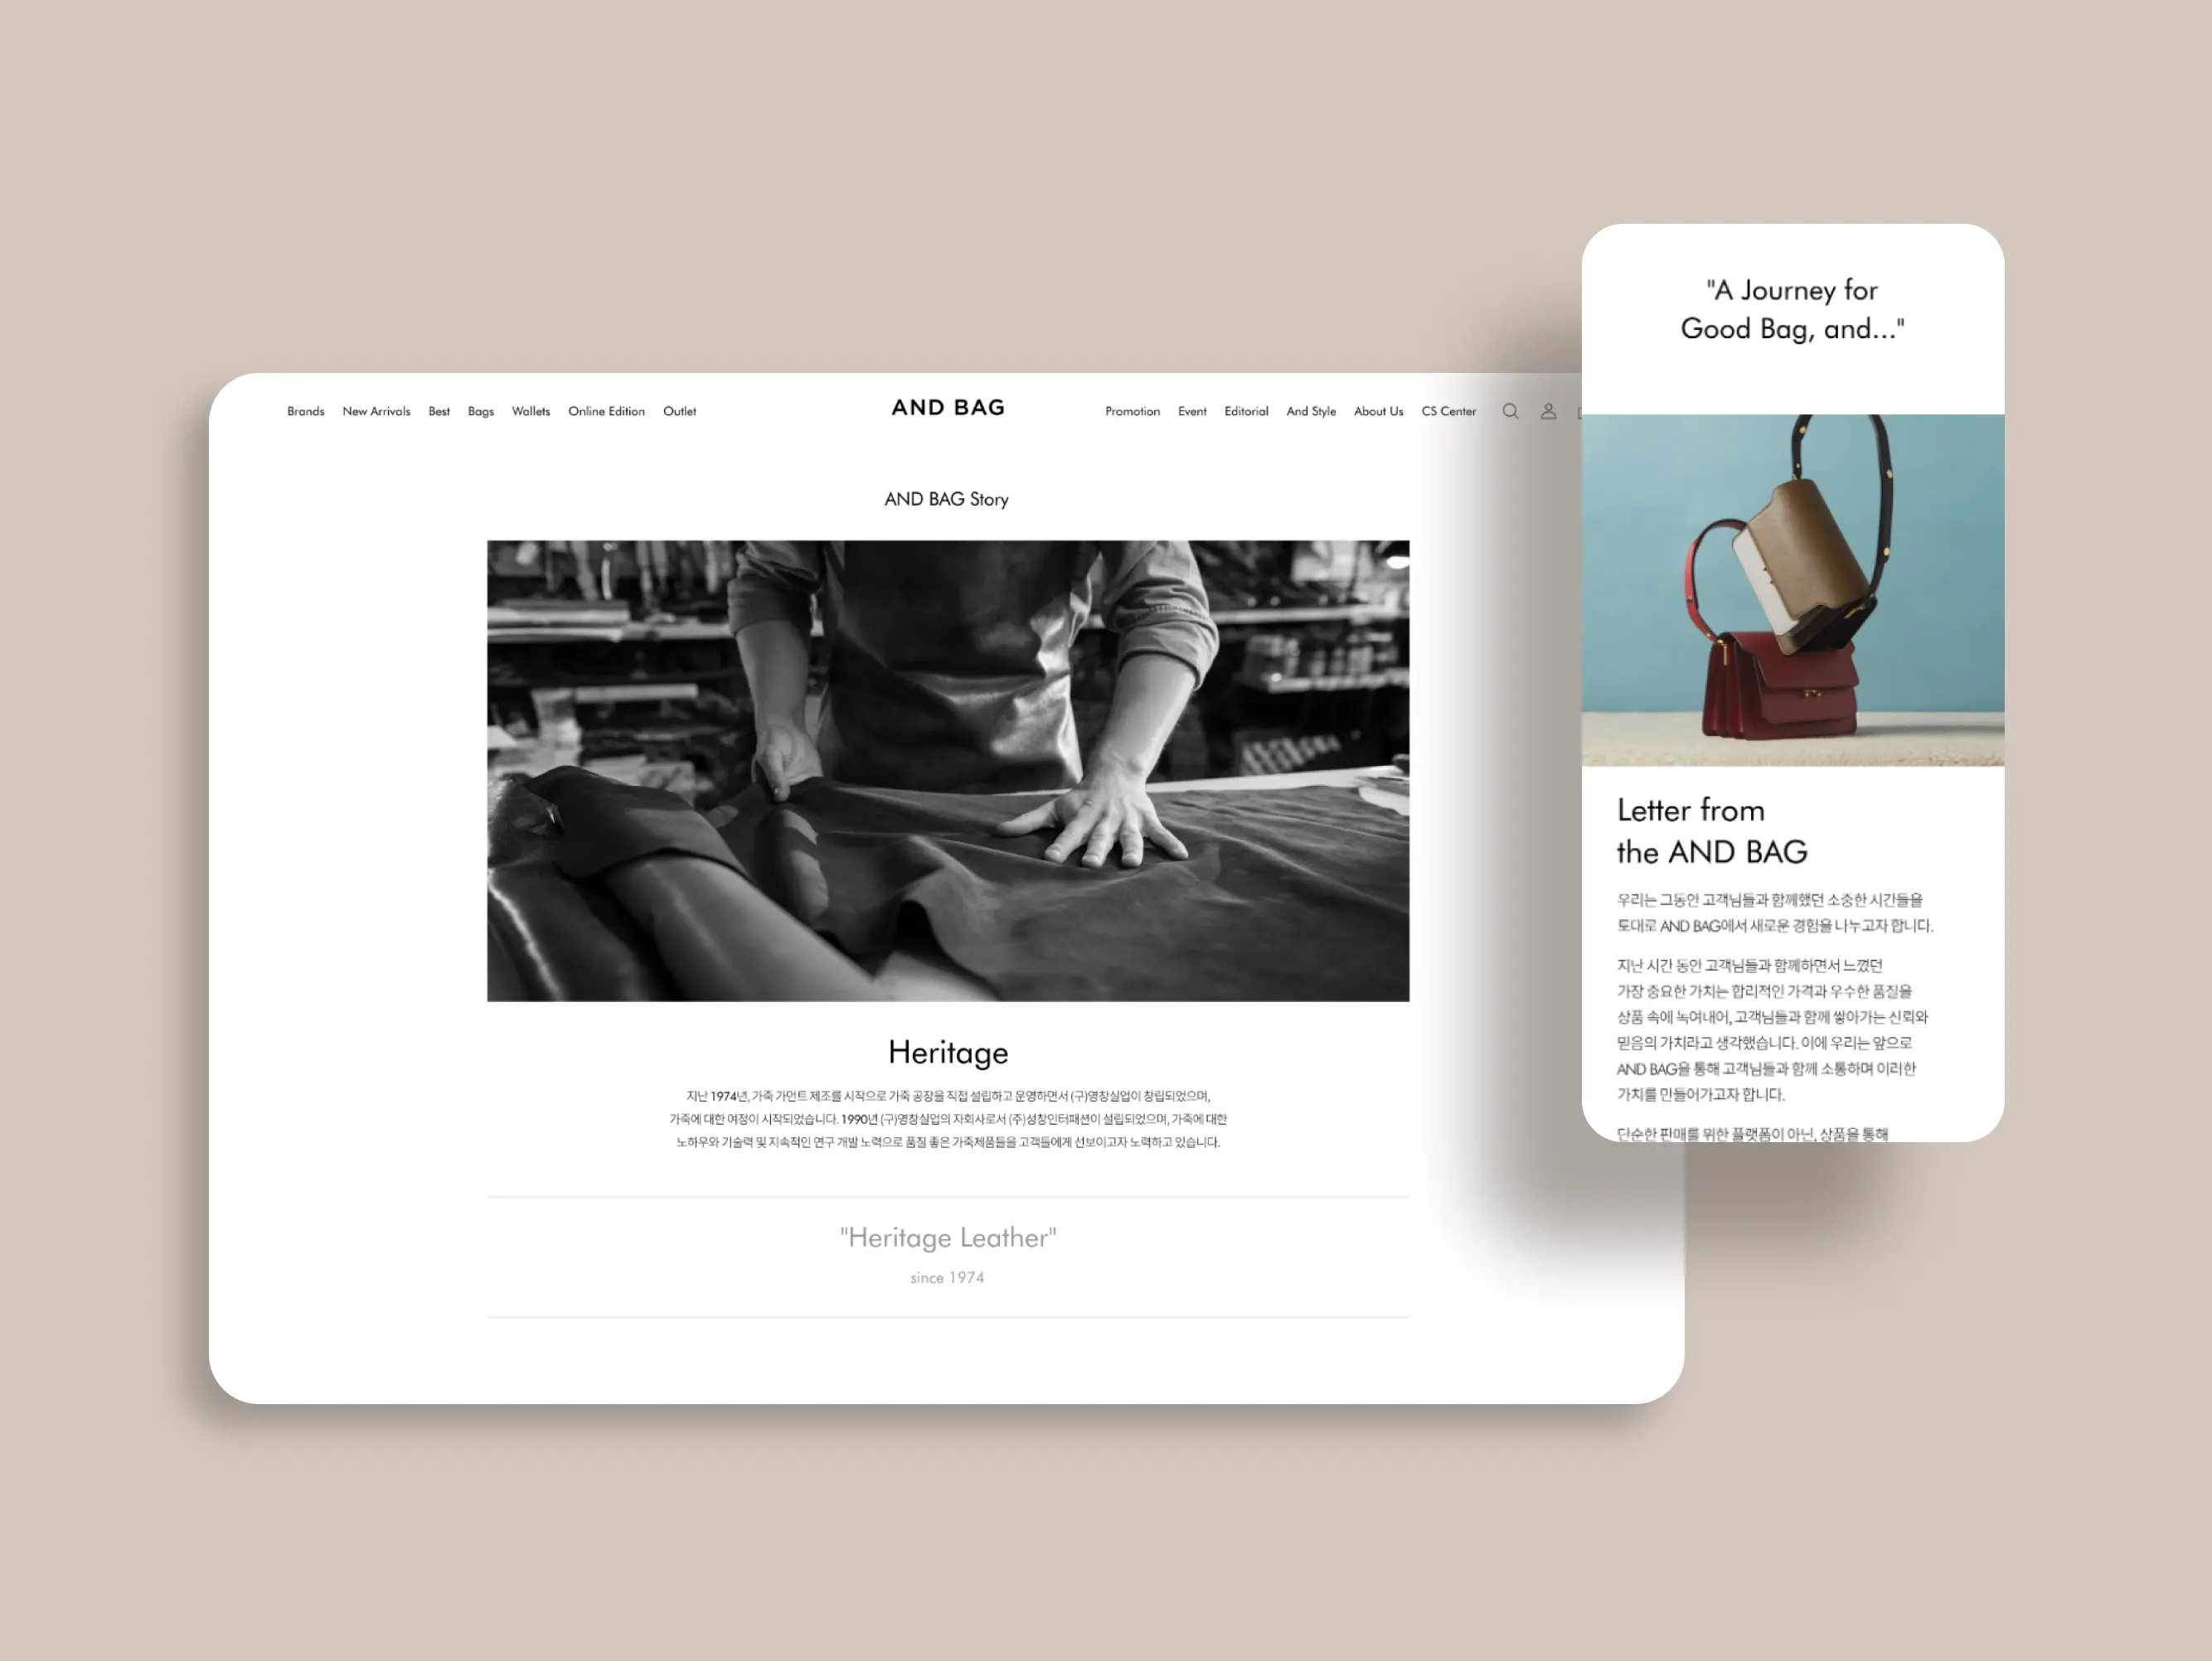 Brands New Arrivals Best Bags Wallets Online Edition Outlet AND BAG Promotion Event Editorial And Style About Us CS Center
AND BAG Story
Heritage
지난 1974년, 가죽 가먼트 제조를 시작으로 가죽 공장을 직접 설립하고 운영하면서 (구)영창실업이 창립되었으며,
가죽에 대한 여정이 시작되었습니다. 1990년 (구)영창실업의 자회사로서 (주)성창인터패션이 설립되었으며, 가죽에 대한
노하우와 기술력 및 지속적인 연구 개발 노력으로 품질 좋은 가죽제품들을 고객들에게 선보이고자 노력하고 있습니다.
"Heritage Leather"
since 1974
"A Journey for
Good Bag, and..."
Letter from
the AND BAG
우리는 그동안 고객님들과 함께했던 소중한 시간들을
토대로 AND BAG에서 새로운 경험을 나누고자 합니다.
지난 시간 동안 고객님들과 함께하면서 느꼈던
가장 중요한 가치는 합리적인 가격과 우수한 품질을
상품 속에 녹여내어, 고객님들과 함께 쌓아가는 신뢰와
믿음의 가치라고 생각했습니다. 이에 우리는 앞으로
AND BAG을 통해 고객님들과 함께 소통하며 이러한
가치를 만들어가고자 합니다.
단순한 판매를 위한 플랫폼이 아닌, 상품을 통해